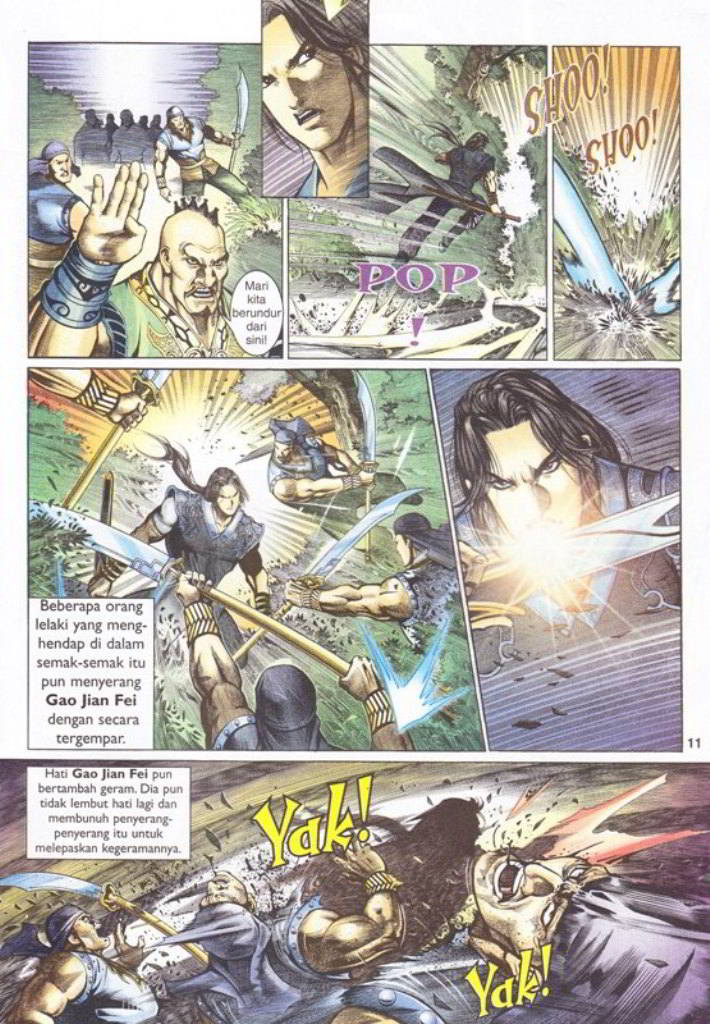 Mari
kita
berundur
dari
sini!
POP
!
SHOO!
SHOO!
Beberapa orang
lelaki yang meng-
hendap di dalam
semak-semak itu
pun menyerang
Gao Jian Fei
dengan secara
tergempar.
11
Hati Gao Jian Fei pun
bertambah geram. Dia pun
tidak lembut hati lagi dan
membunuh penyerang-
penyerang itu untuk
melepaskan kegeramannya.
Yak!
Yak!